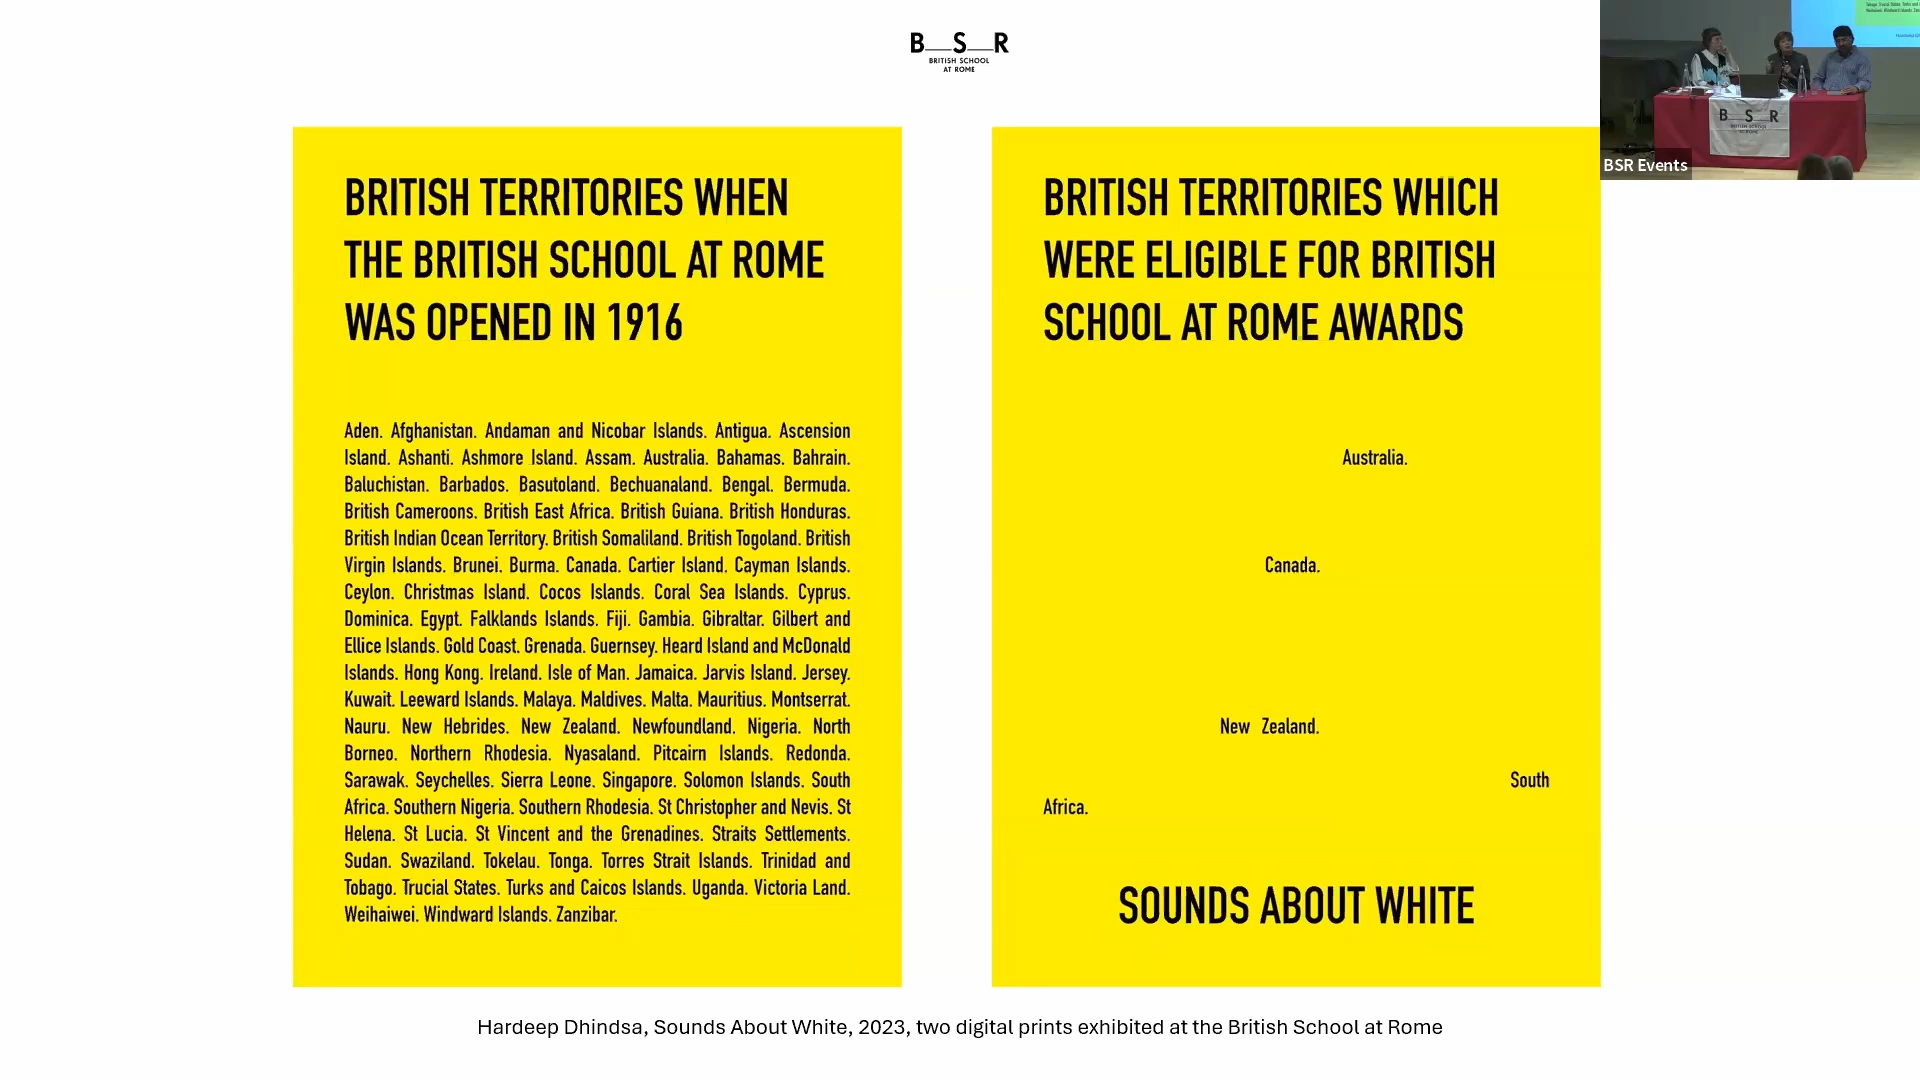 B__S__R
BRITISH SCHOOL
AT ROME
BRITISH TERRITORIES WHEN
THE BRITISH SCHOOL AT ROME
WAS OPENED IN 1916
Aden. Afghanistan. Andaman and Nicobar Islands. Antigua. Ascension
Island. Ashanti. Ashmore Island. Assam. Australia. Bahamas. Bahrain.
Baluchistan. Barbados. Basutoland. Bechuanaland. Bengal. Bermuda.
British Cameroons. British East Africa. British Guiana. British Honduras.
British Indian Ocean Territory. British Somaliland. British Togoland. British
Virgin Islands. Brunei. Burma. Canada. Cartier Island. Cayman Islands.
Ceylon. Christmas Island. Cocos Islands. Coral Sea Islands. Cyprus.
Dominica. Egypt. Falklands Islands. Fiji. Gambia. Gibraltar. Gilbert and
Ellice Islands. Gold Coast. Grenada. Guernsey. Heard Island and McDonald
Islands. Hong Kong. Ireland. Isle of Man. Jamaica. Jarvis Island. Jersey.
Kuwait. Leeward Islands. Malaya. Maldives. Malta. Mauritius. Montserrat.
Nauru. New Hebrides. New Zealand. Newfoundland. Nigeria. North
Borneo. Northern Rhodesia. Nyasaland. Pitcairn Islands. Redonda.
Sarawak. Seychelles. Sierra Leone. Singapore. Solomon Islands. South
Africa. Southern Nigeria. Southern Rhodesia. St Christopher and Nevis. St
Helena. St Lucia. St Vincent and the Grenadines. Straits Settlements.
Sudan. Swaziland. Tokelau. Tonga. Torres Strait Islands. Trinidad and
Tobago. Trucial States. Turks and Caicos Islands. Uganda. Victoria Land.
Weihaiwei. Windward Islands. Zanzibar.
BRITISH TERRITORIES WHICH
WERE ELIGIBLE FOR BRITISH
SCHOOL AT ROME AWARDS
Australia.
Canada.
New Zealand.
South
Africa.
SOUNDS ABOUT WHITE
Hardeep Dhindsa, Sounds About White, 2023, two digital prints exhibited at the British School at Rome
B S R
BSR Events